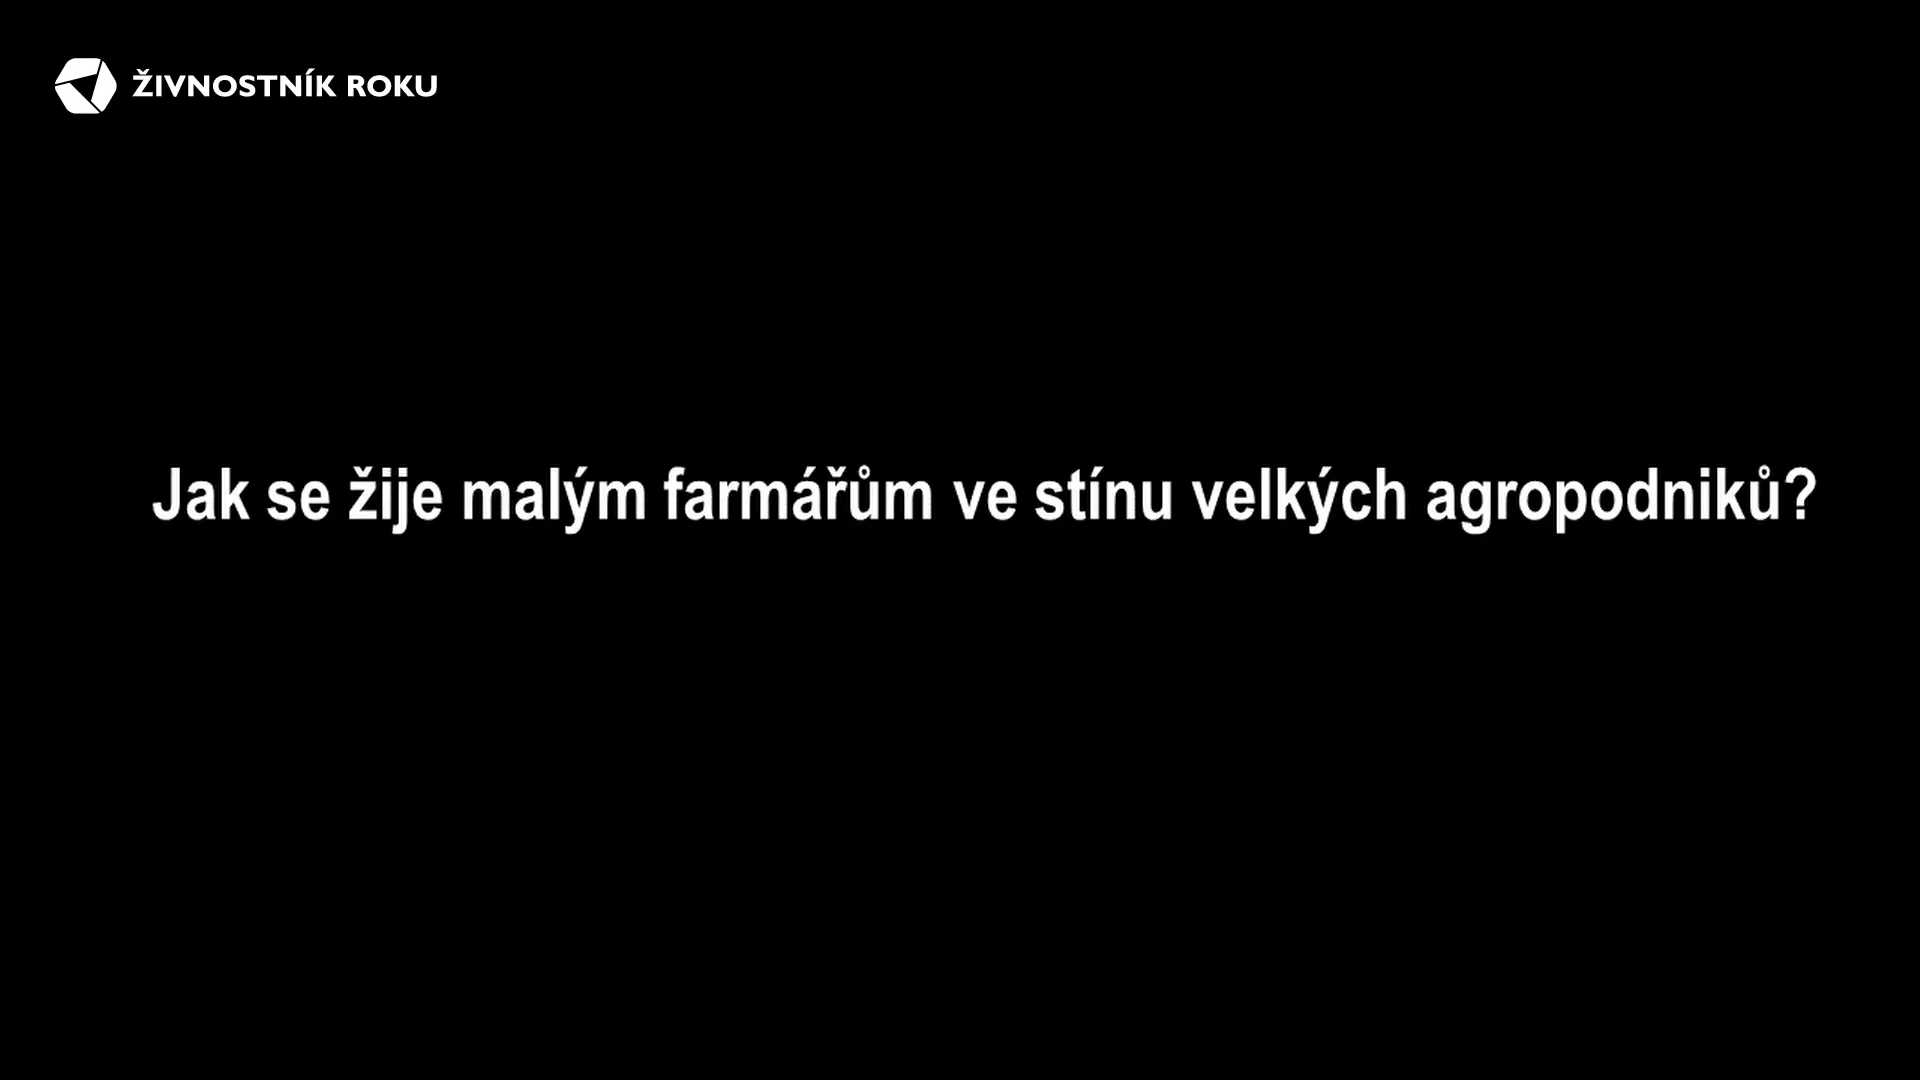 ŽIVNOSTNÍK ROKU
Jak se žije malým farmářům ve stínu velkých agropodniků?